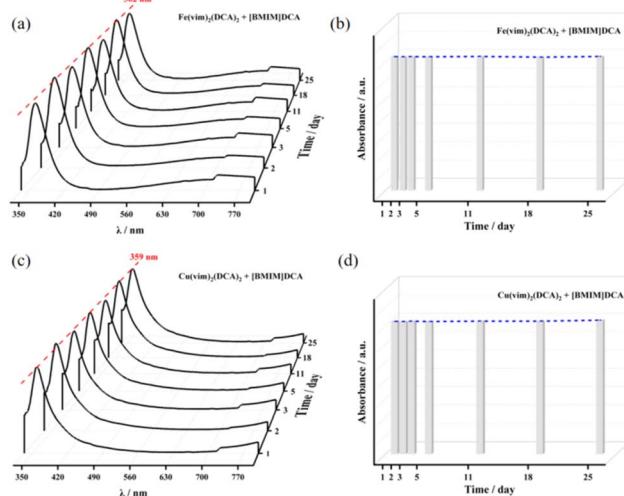 (a)
Fe(vim)₂(DCA)₂ + [BMIM]DCA
25
18
11
5
3
2
1
Time / day
350 420 490 560 630 700 770
λ / nm
(b)
Fe(vim)₂(DCA)₂ + [BMIM]DCA
Absorbance / a.u.
1 2 3 5 11 18 25
Time / day
(c)
359 nm
Cu(vim)₂(DCA)₂ + [BMIM]DCA
25
18
11
5
3
2
1
Time / day
350 420 490 560 630 700 770
λ / nm
(d)
Cu(vim)₂(DCA)₂ + [BMIM]DCA
Absorbance / a.u.
1 2 3 5 11 18 25
Time / day